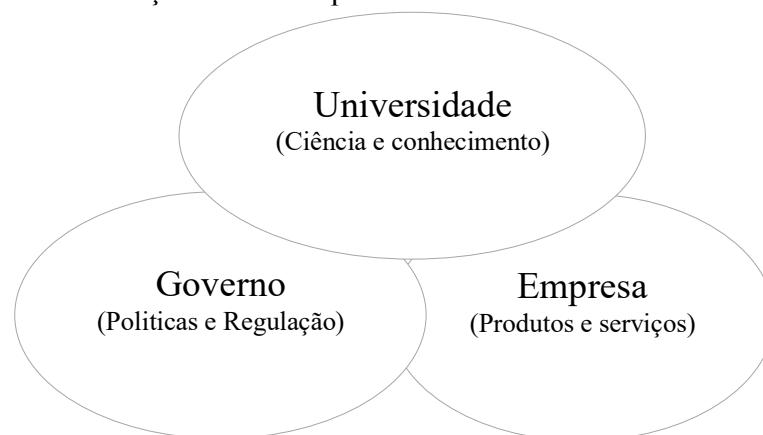 Universidade
(Ciência e conhecimento)
Governo
(Politicas e Regulação)
Empresa
(Produtos e serviços)